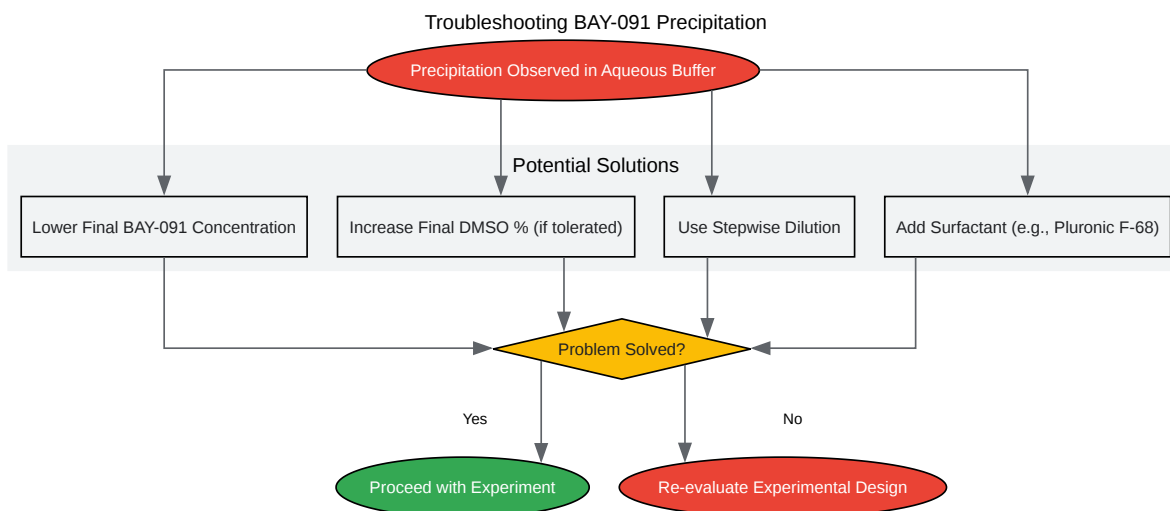 Troubleshooting BAY-091 Precipitation
Precipitation Observed in Aqueous Buffer
Potential Solutions
Lower Final BAY-091 Concentration
Increase Final DMSO % (if tolerated)
Use Stepwise Dilution
Add Surfactant (e.g., Pluronic F-68)
Problem Solved?
Yes
No
Proceed with Experiment
Re-evaluate Experimental Design